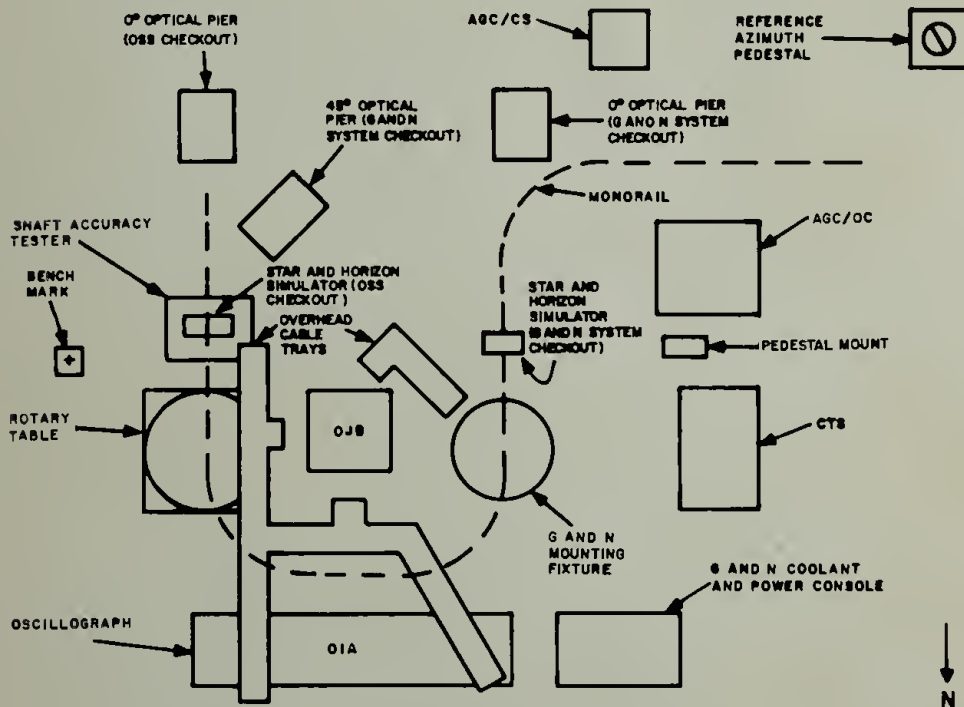 0° OPTICAL PIER
(OSS CHECKOUT)
AGC/CS
REFERENCE
AZIMUTH
PEDESTAL
45° OPTICAL
PIER (G AND N
SYSTEM CHECKOUT)
0° OPTICAL PIER
(G AND N SYSTEM
CHECKOUT)
MONORAIL
SHAFT ACCURACY
TESTER
AGC/OC
BENCH
MARK
STAR AND HORIZON
SIMULATOR (OSS
CHECKOUT)
OVERHEAD
CABLE
TRAYS
STAR AND
HORIZON
SIMULATOR
(G AND N SYSTEM
CHECKOUT)
PEDESTAL MOUNT
ROTARY
TABLE
OJB
CTS
G AND N
MOUNTING
FIXTURE
G AND N COOLANT
AND POWER CONSOLE
OSCILLOGRAPH
OIA
N